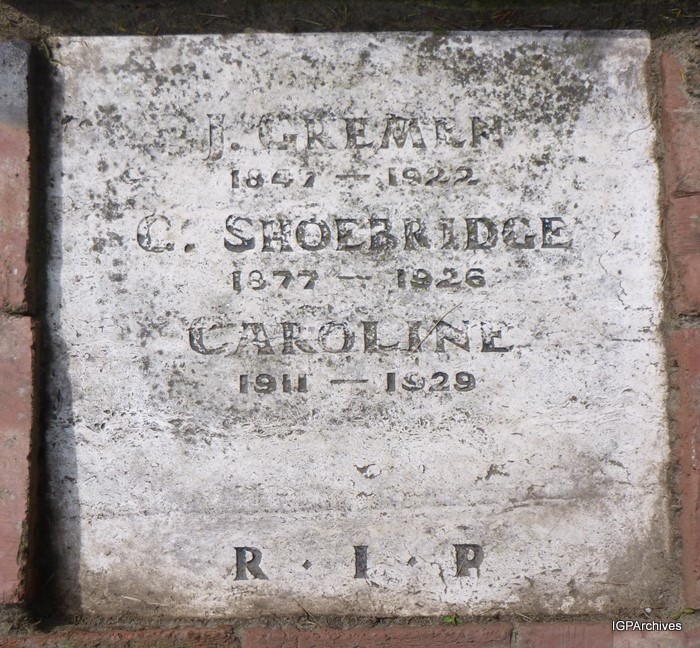 J. GREMEN
1847 — 1922
C. SHOEBRIDGE
1877 — 1926
CAROLINE
1911 — 1929
R · I · P
IGPArchives